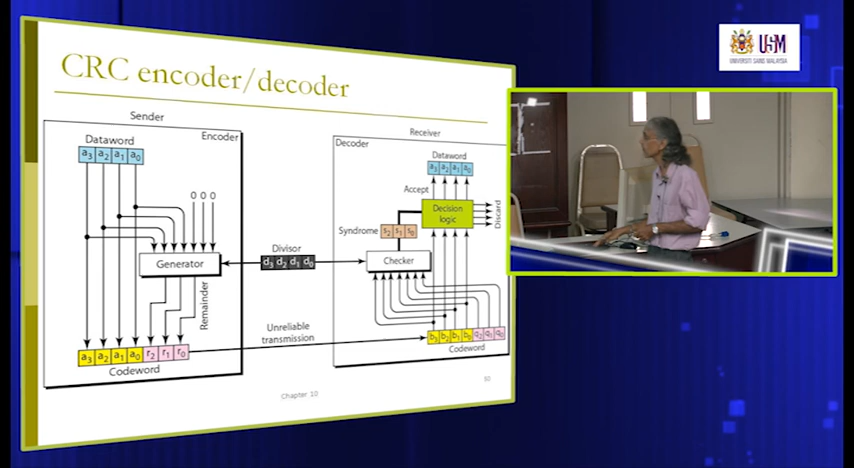 USM
UNIVERSITI SAINS MALAYSIA
CRC encoder/decoder
Sender
Receiver
Encoder
Decoder
Dataword
a3 a2 a1 a0
Dataword
a3 a2 a1 a0
0 0 0
Accept
Decision
logic
Discard
Syndrome
s2 s1 s0
Generator
Divisor
d3 d2 d1 d0
Checker
Remainder
Unreliable
transmission
a3 a2 a1 a0 r2 r1 r0
Codeword
b3 b2 b1 b0 q2 q1 q0
Codeword
Chapter 10
50